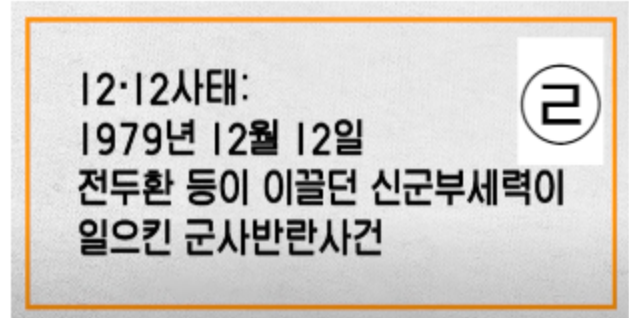 12·12사태:
1979년 12월 12일
전두환 등이 이끌던 신군부세력이
일으킨 군사반란사건
㉣